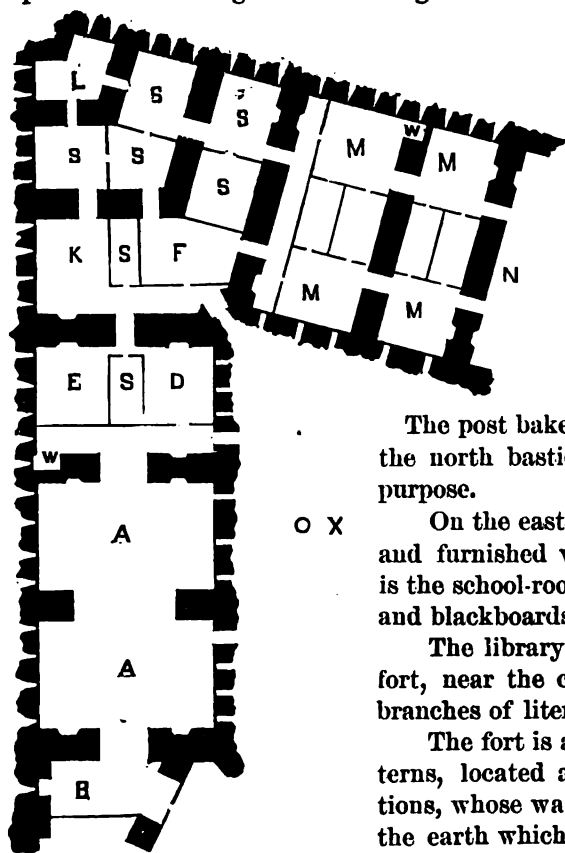 L
S
S
W
M
M
S
S
S
K
S
F
N
M
M
E
S
D
W
A
O X
A
The post bake
the north basti
purpose.
On the east
and furnished
is the school-roo
and blackboards
The library
fort, near the c
branches of liter
The fort is a
terns, located a
tions, whose wa
the earth which